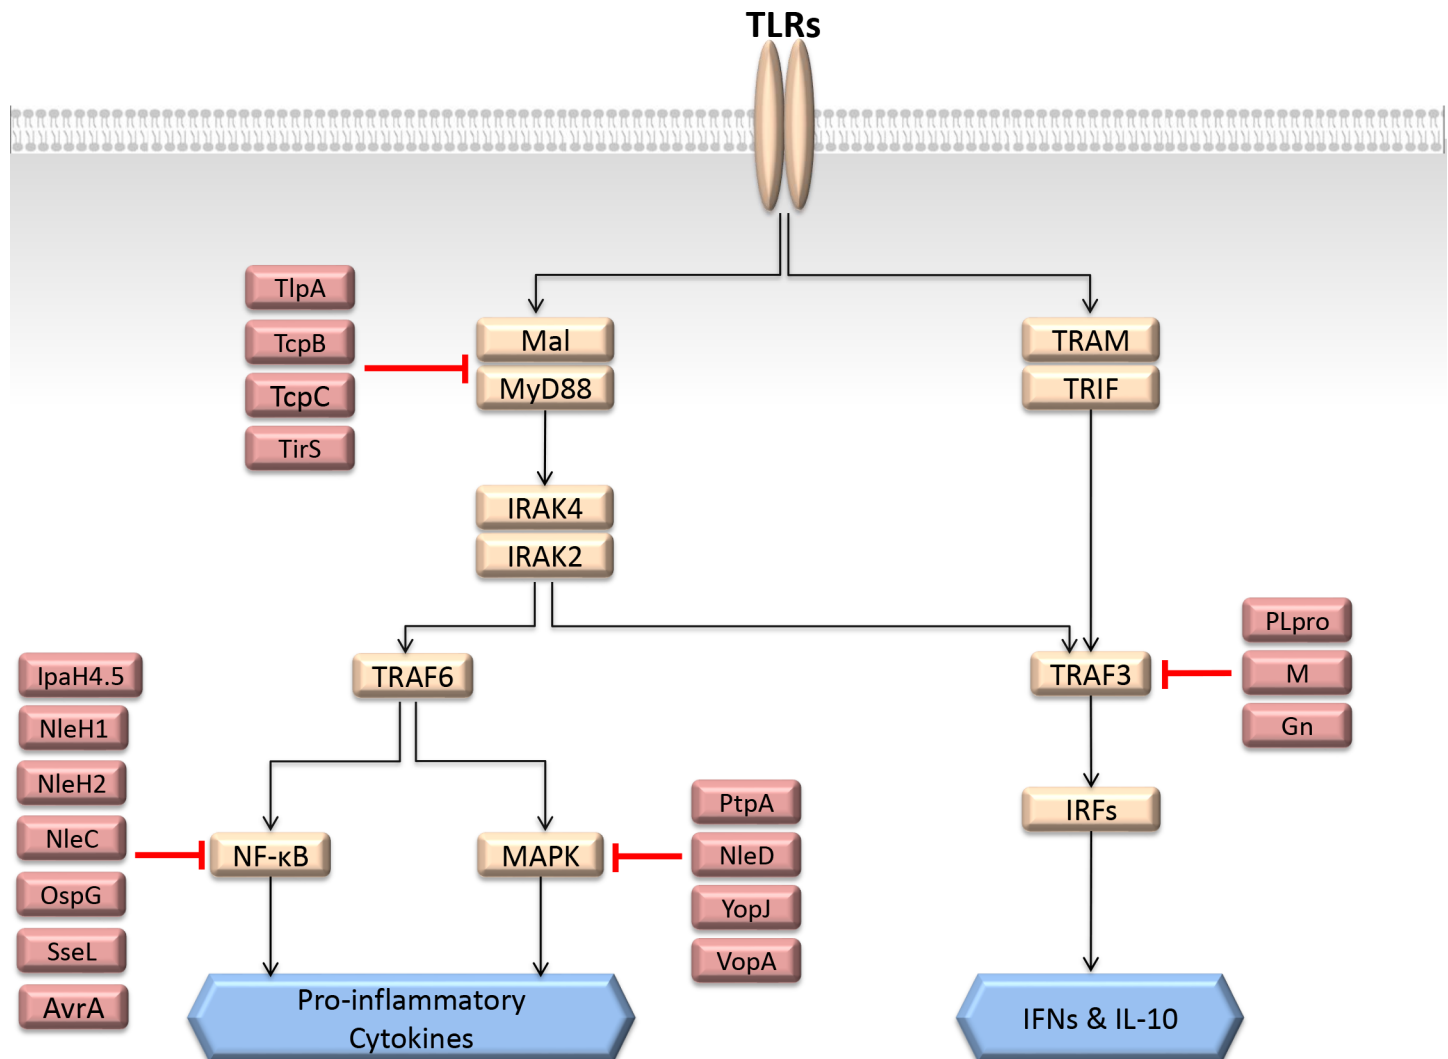 TLRs
TlpA
TcpB
TcpC
TirS
Mal
MyD88
TRAM
TRIF
IRAK4
IRAK2
TRAF6
TRAF3
PLpro
M
Gn
IpaH4.5
NleH1
NleH2
NleC
OspG
SseL
AvrA
NF-κB
MAPK
PtpA
NleD
YopJ
VopA
IRFs
Pro-inflammatory
Cytokines
IFNs & IL-10